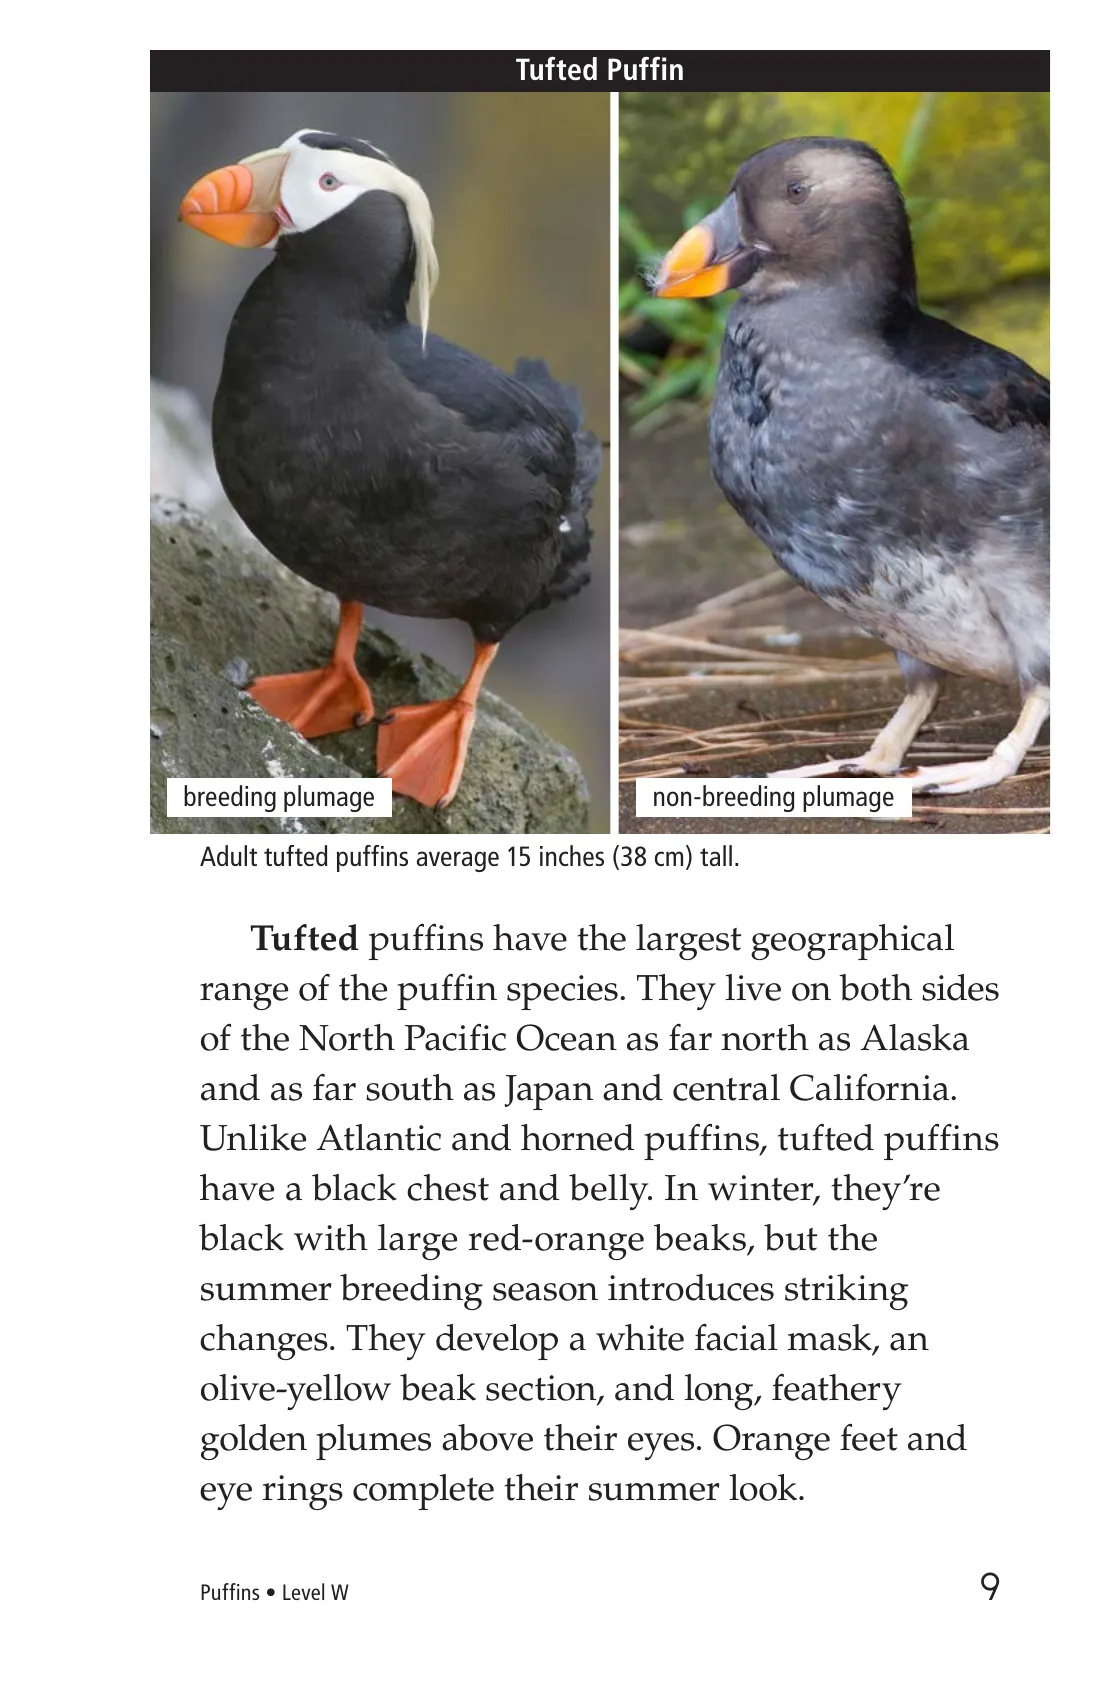 Tufted Puffin
breeding plumage
non-breeding plumage
Adult tufted puffins average 15 inches (38 cm) tall.
Tufted puffins have the largest geographical
range of the puffin species. They live on both sides
of the North Pacific Ocean as far north as Alaska
and as far south as Japan and central California.
Unlike Atlantic and horned puffins, tufted puffins
have a black chest and belly. In winter, they’re
black with large red-orange beaks, but the
summer breeding season introduces striking
changes. They develop a white facial mask, an
olive-yellow beak section, and long, feathery
golden plumes above their eyes. Orange feet and
eye rings complete their summer look.
Puffins • Level W
9